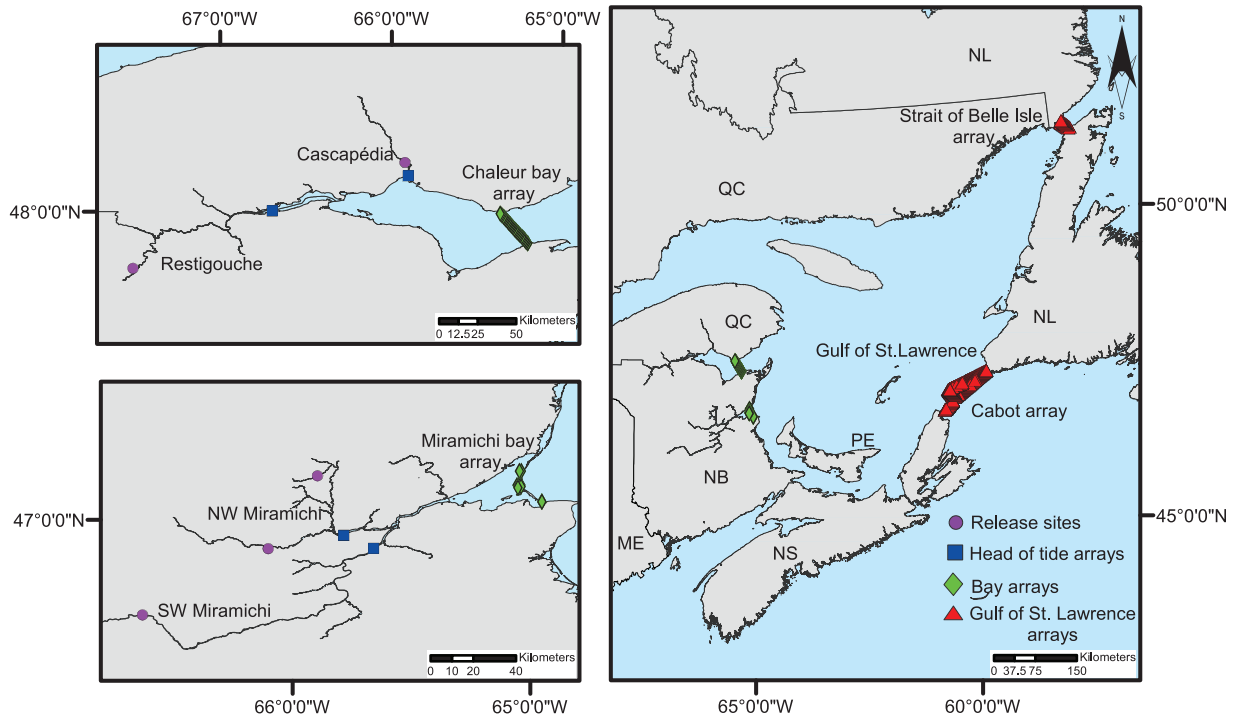 67°0'0"W 66°0'0"W 65°0'0"W
Cascapédia
Chaleur bay
array
48°0'0"N
Restigouche
Kilometers
0 12.525 50
Miramichi bay
array
NW Miramichi
47°0'0"N
SW Miramichi
Kilometers
0 10 20 40
66°0'0"W 65°0'0"W
N
S
NL
Strait of Belle Isle
array
QC
50°0'0"N
QC
NL
Gulf of St.Lawrence
Cabot array
PE
NB
ME
NS
45°0'0"N
Release sites
Head of tide arrays
Bay arrays
Gulf of St. Lawrence
arrays
Kilometers
0 37.575 150
65°0'0"W 60°0'0"W